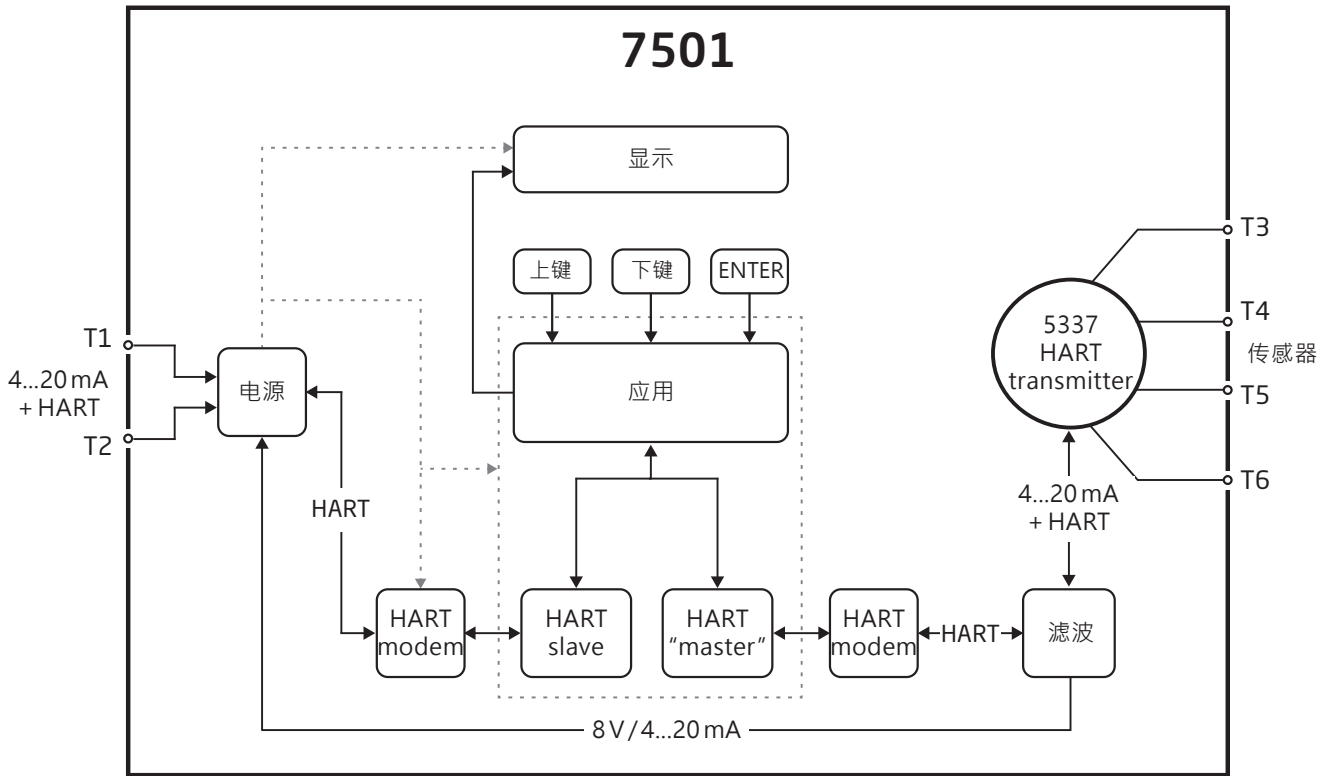 7501
显示
上键
下键
ENTER
T3
T1
4...20 mA
+ HART
T2
电源
应用
5337
HART
transmitter
T4
传感器
T5
T6
HART
4...20 mA
+ HART
HART
modem
HART
slave
HART
"master"
HART
modem
HART
滤波
8 V / 4...20 mA